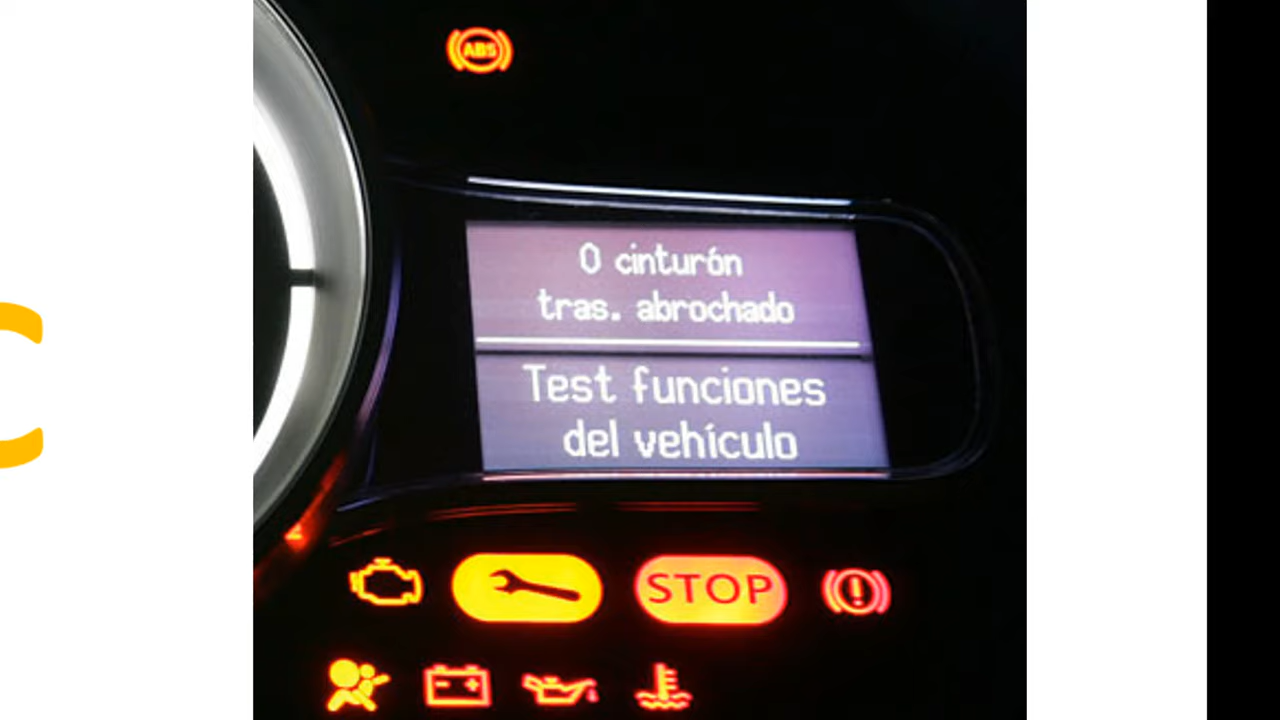 ABS
0 cinturón
tras. abrochado
Test funciones
del vehículo
STOP